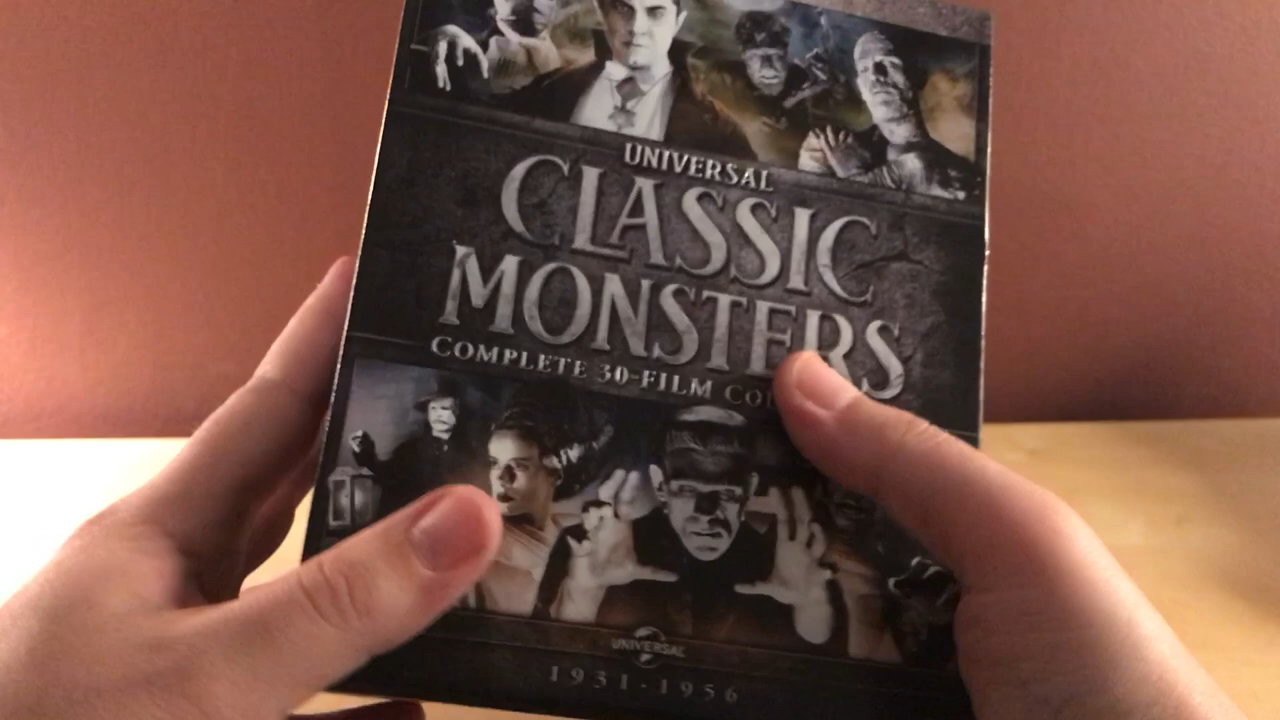 UNIVERSAL
CLASSIC
MONSTERS
COMPLETE 30-FILM
UNIVERSAL
1931-1956